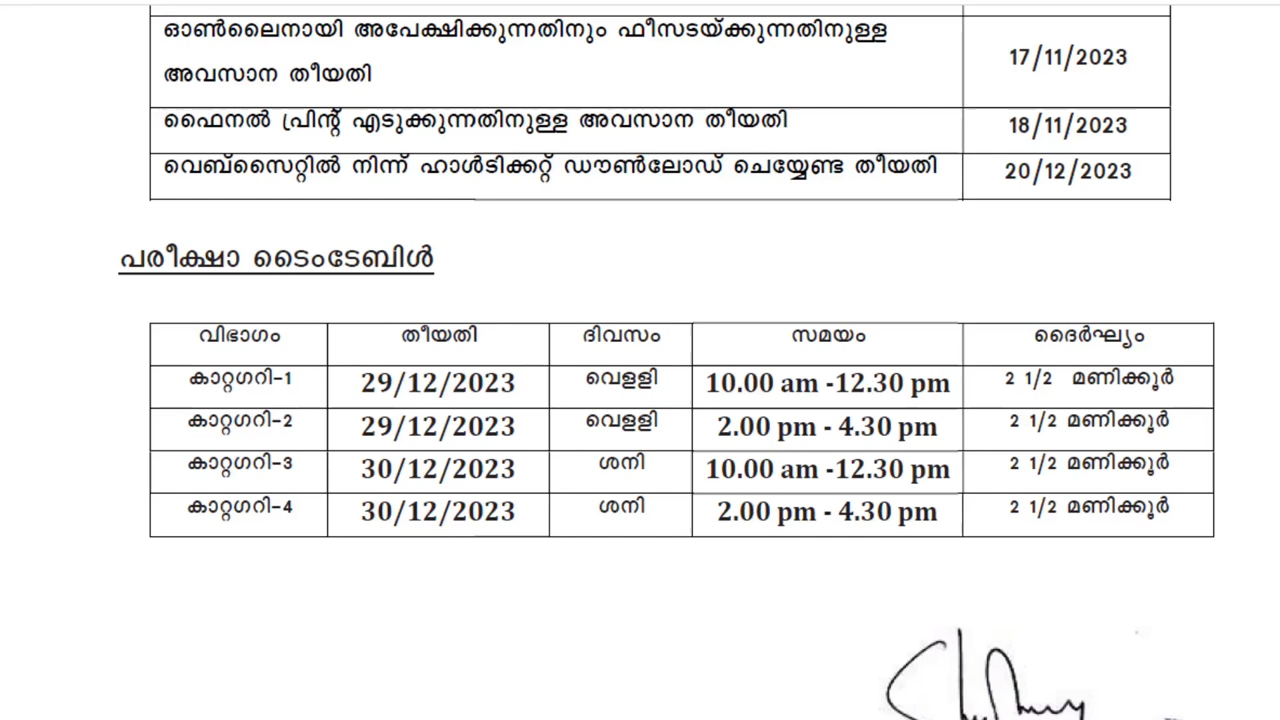 ഓൺലൈനായി അപേക്ഷിക്കുന്നതിനും ഫീസടയ്ക്കുന്നതിനുള്ള
അവസാന തീയതി 17/11/2023
ഫൈനൽ പ്രിന്റ് എടുക്കുന്നതിനുള്ള അവസാന തീയതി 18/11/2023
വെബ്സൈറ്റിൽ നിന്ന് ഹാൾടിക്കറ്റ് ഡൗൺലോഡ് ചെയ്യേണ്ട തീയതി 20/12/2023
പരീക്ഷാ ടൈംടേബിൾ
വിഭാഗം തീയതി ദിവസം സമയം ദൈർഘ്യം
കാറ്റഗറി-1 29/12/2023 വെള്ളി 10.00 am -12.30 pm 2 1/2 മണിക്കൂർ
കാറ്റഗറി-2 29/12/2023 വെള്ളി 2.00 pm - 4.30 pm 2 1/2 മണിക്കൂർ
കാറ്റഗറി-3 30/12/2023 ശനി 10.00 am -12.30 pm 2 1/2 മണിക്കൂർ
കാറ്റഗറി-4 30/12/2023 ശനി 2.00 pm - 4.30 pm 2 1/2 മണിക്കൂർ